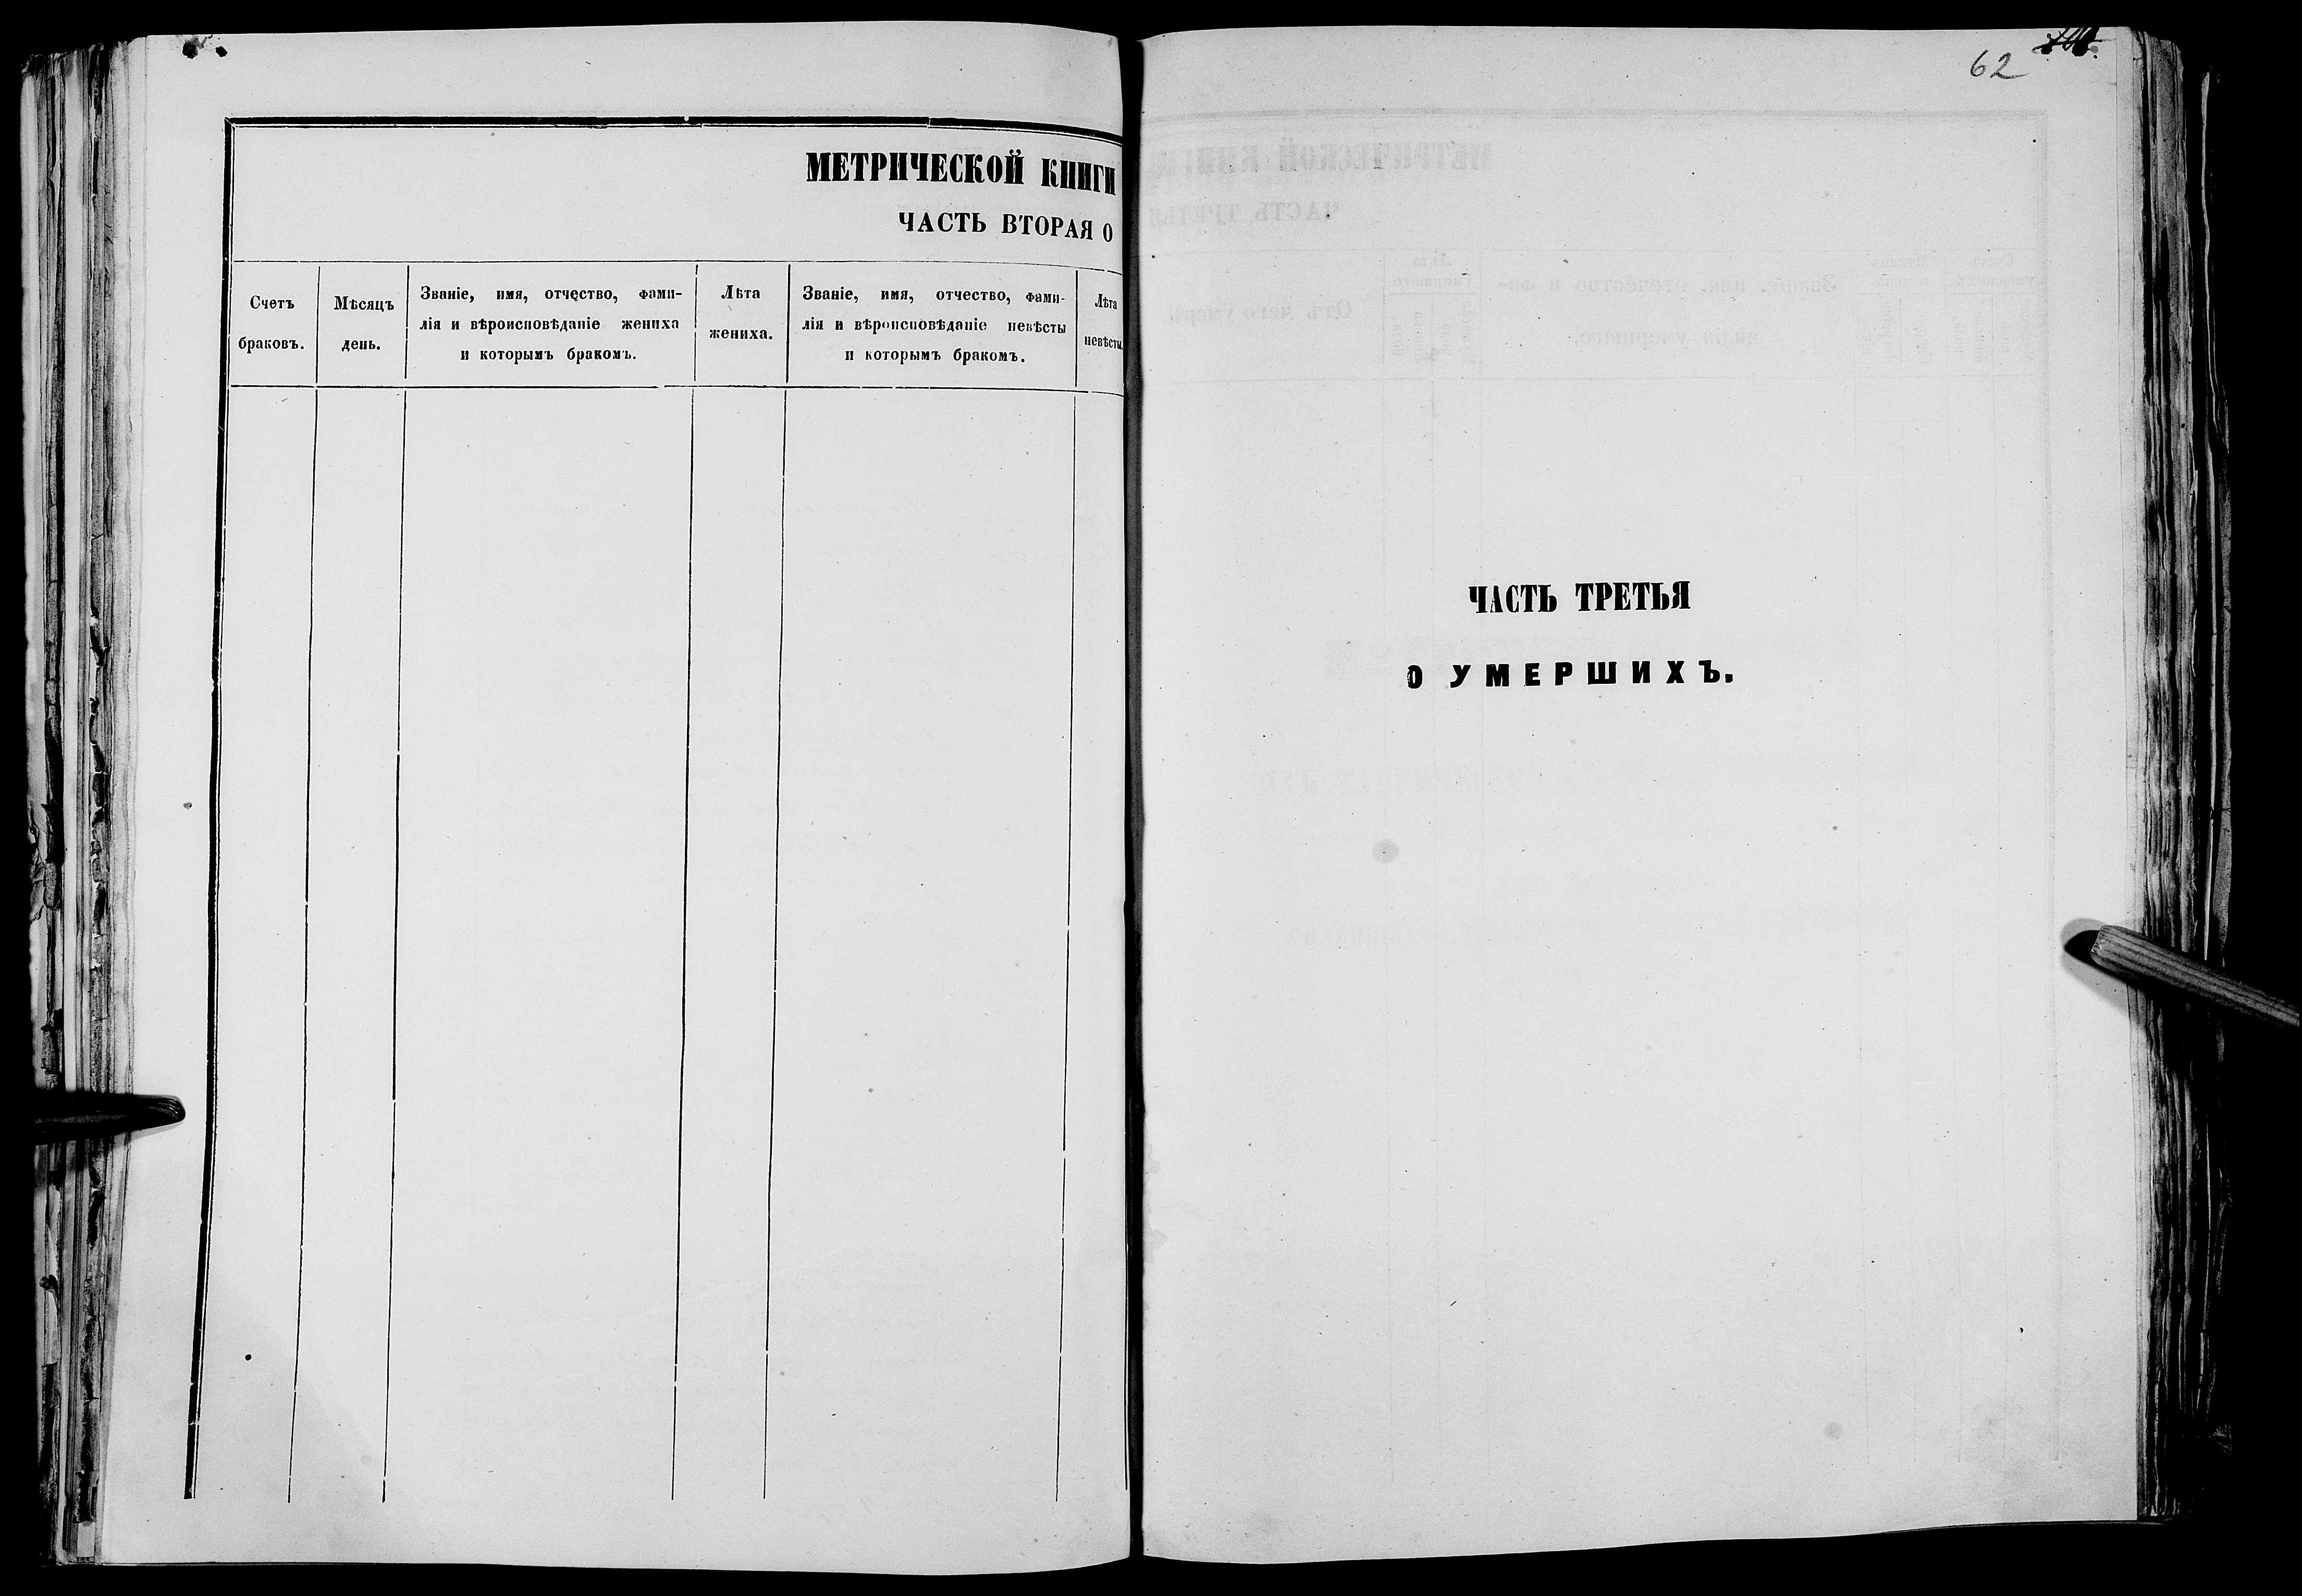 МЕТРИЧЕСКОЙ КНИГИ
ЧАСТЬ ВТОРАЯ О
Счетъ
браковъ.
Мѣсяцъ
день.
Званіе, имя, отчество, фами-
лія и вѣроисповѣданіе жениха
и которымъ бракомъ.
Лѣта
жениха.
Званіе, имя, отчество, фами-
лія и вѣроисповѣданіе невѣсты
и которымъ бракомъ.
Лѣта
невѣсты.
62
ЧАСТЬ ТРЕТЬЯ
О УМЕРШИХЪ.